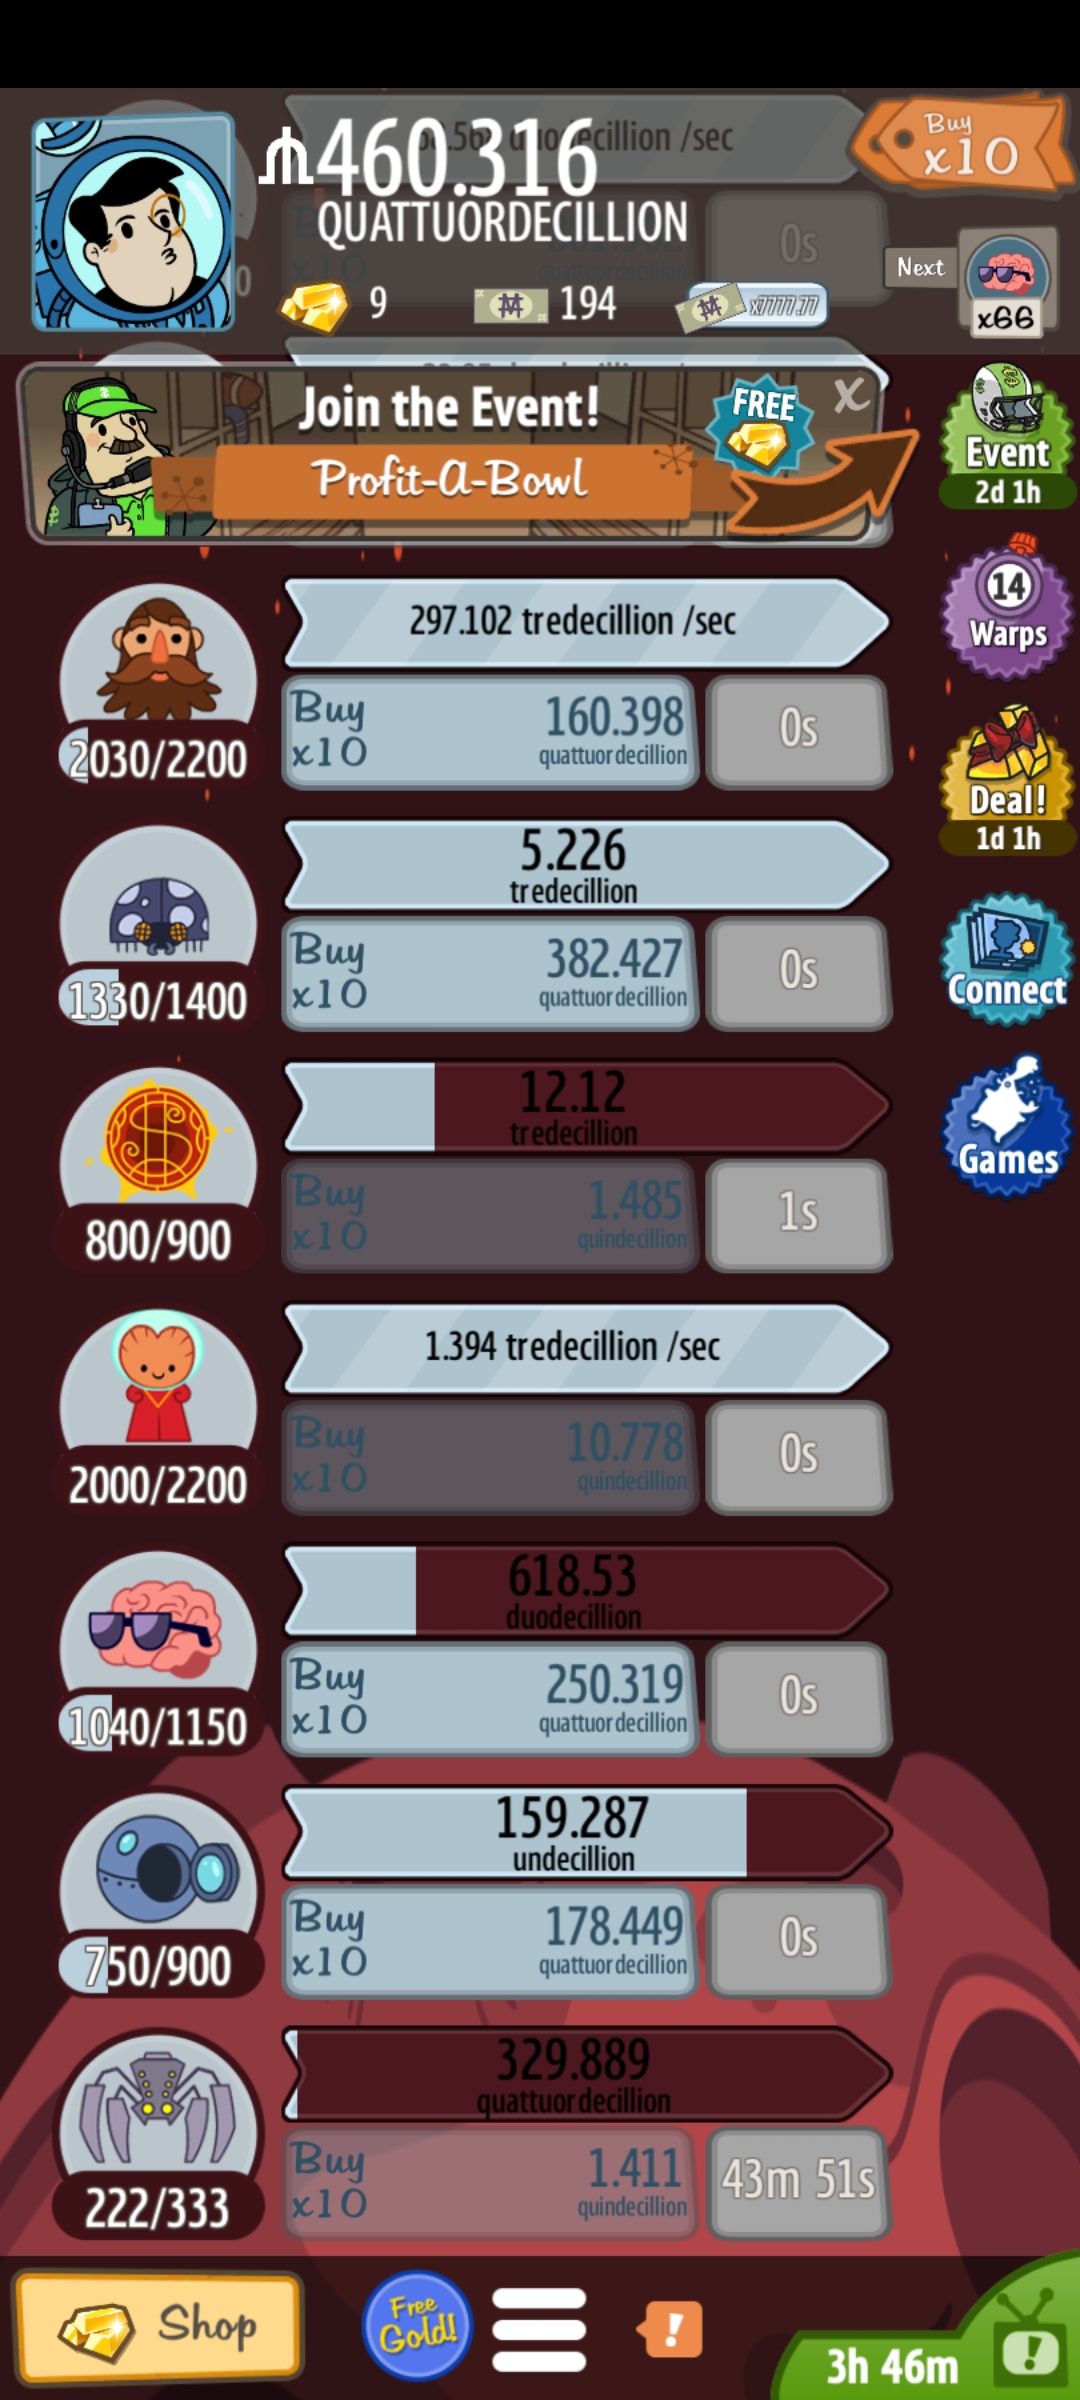 460.316
QUATTUORDECILLION
Buy
x10
duodecillion /sec
0s
9
194
x7777.77
Next
x66
Join the Event!
FREE
X
Profit-A-Bowl
Event
2d 1h
297.102 tredecillion /sec
14
Warps
Buy
x10
160.398
quattuordecillion
0s
2030/2200
Deal!
1d 1h
5.226
tredecillion
Buy
x10
382.427
quattuordecillion
0s
1330/1400
Connect
12.12
tredecillion
Buy
x10
1.485
quindecillion
1s
800/900
Games
1.394 tredecillion /sec
Buy
x10
10.778
quindecillion
0s
2000/2200
618.53
duodecillion
Buy
x10
250.319
quattuordecillion
0s
1040/1150
159.287
undecillion
Buy
x10
178.449
quattuordecillion
0s
750/900
329.889
quattuordecillion
Buy
x10
1.411
quindecillion
43m 51s
222/333
Shop
Free
Gold!
!
3h 46m
!